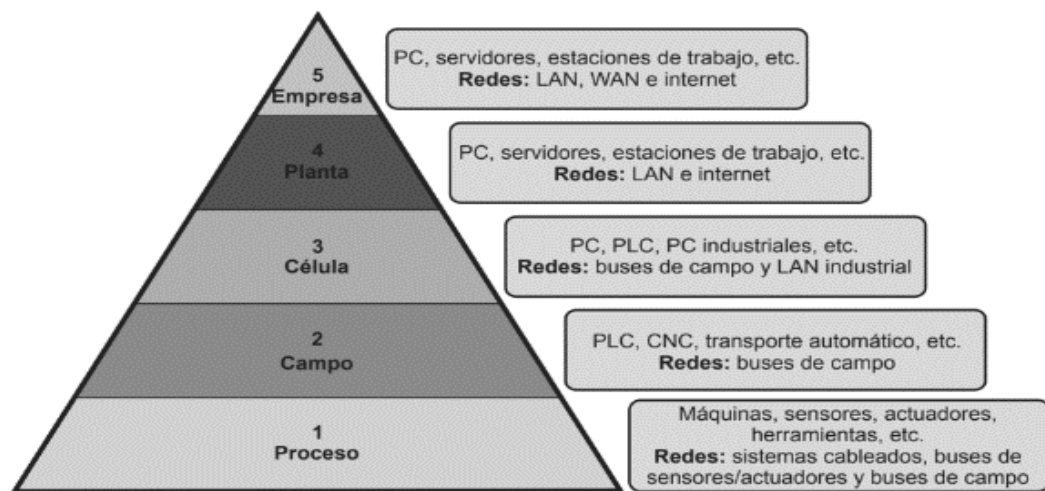 5
Empresa
PC, servidores, estaciones de trabajo, etc.
Redes: LAN, WAN e internet
4
Planta
PC, servidores, estaciones de trabajo, etc.
Redes: LAN e internet
3
Célula
PC, PLC, PC industriales, etc.
Redes: buses de campo y LAN industrial
2
Campo
PLC, CNC, transporte automático, etc.
Redes: buses de campo
1
Proceso
Máquinas, sensores, actuadores,
herramientas, etc.
Redes: sistemas cableados, buses de
sensores/actuadores y buses de campo